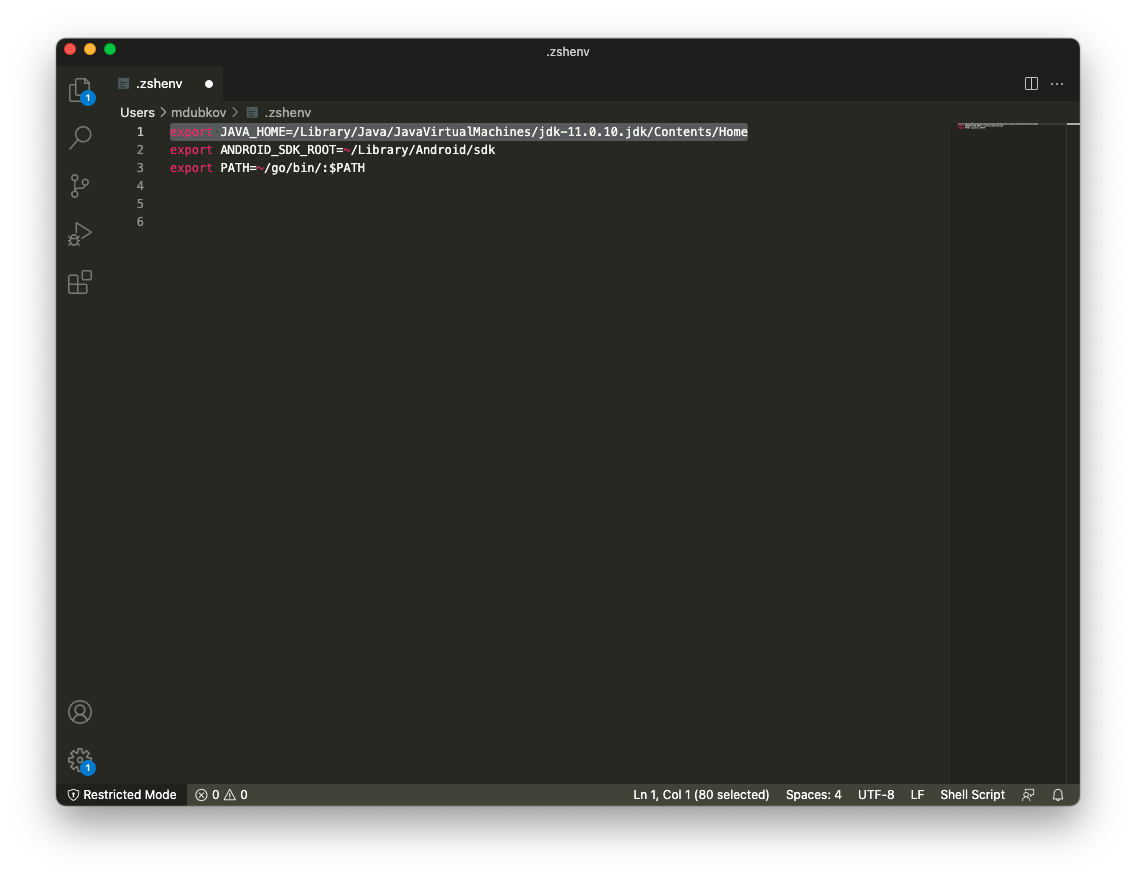 .zshenv
.zshenv
1
Users > mdubkov > .zshenv
1 export JAVA_HOME=/Library/Java/JavaVirtualMachines/jdk-11.0.10.jdk/Contents/Home
2 export ANDROID_SDK_ROOT=~/Library/Android/sdk
3 export PATH=~/go/bin/:$PATH
4
5
6
1
Restricted Mode 0 0 Ln 1, Col 1 (80 selected) Spaces: 4 UTF-8 LF Shell Script